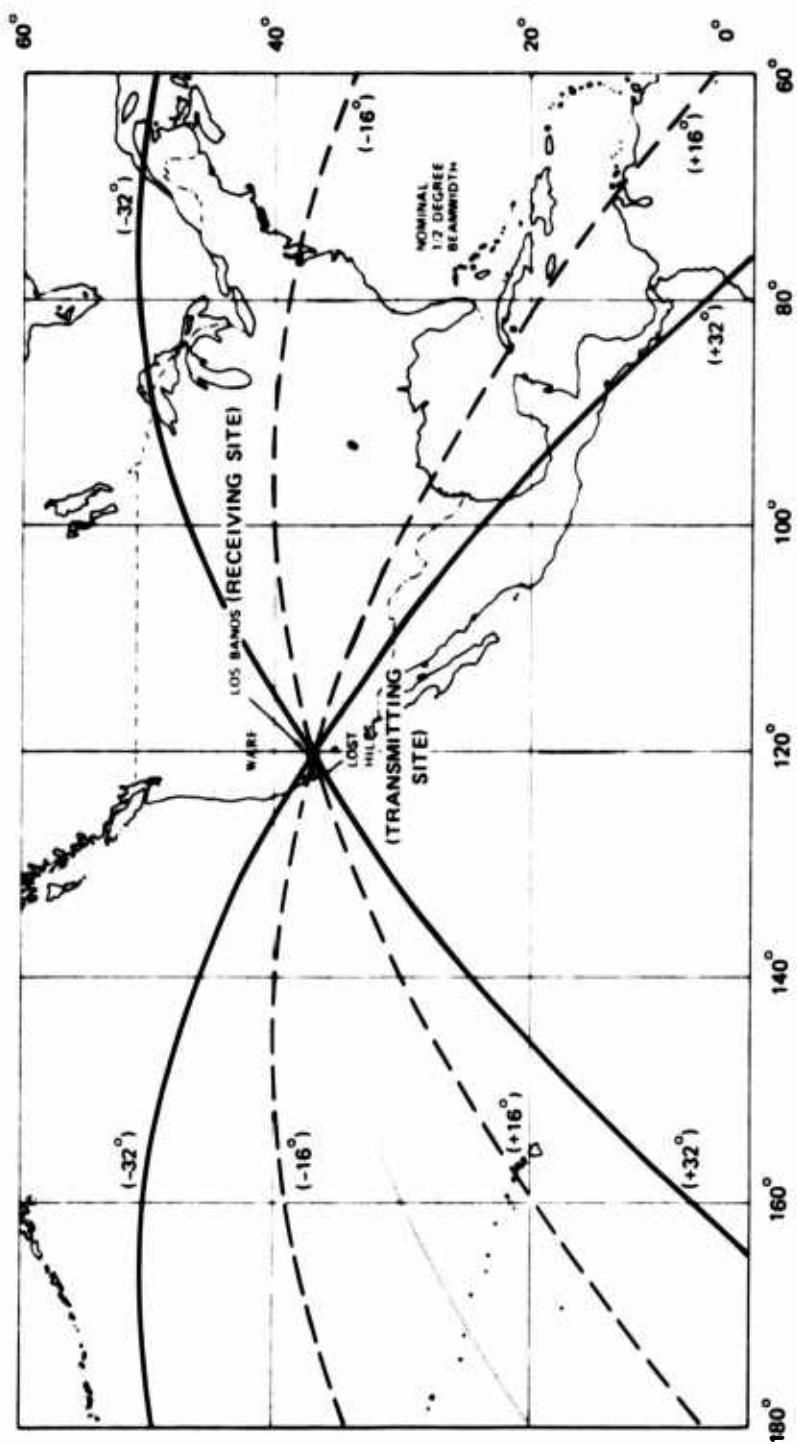 60°
40°
20°
0°
60°
80°
100°
120°
140°
160°
180°
(-32°)
(-16°)
(+16°)
(+32°)
NOMINAL
1/2 DEGREE
BEAMWIDTH
LOS BANOS (RECEIVING SITE)
WARF
LOST
HILLS
(TRANSMITTING
SITE)
(-32°)
(-16°)
(+16°)
(+32°)